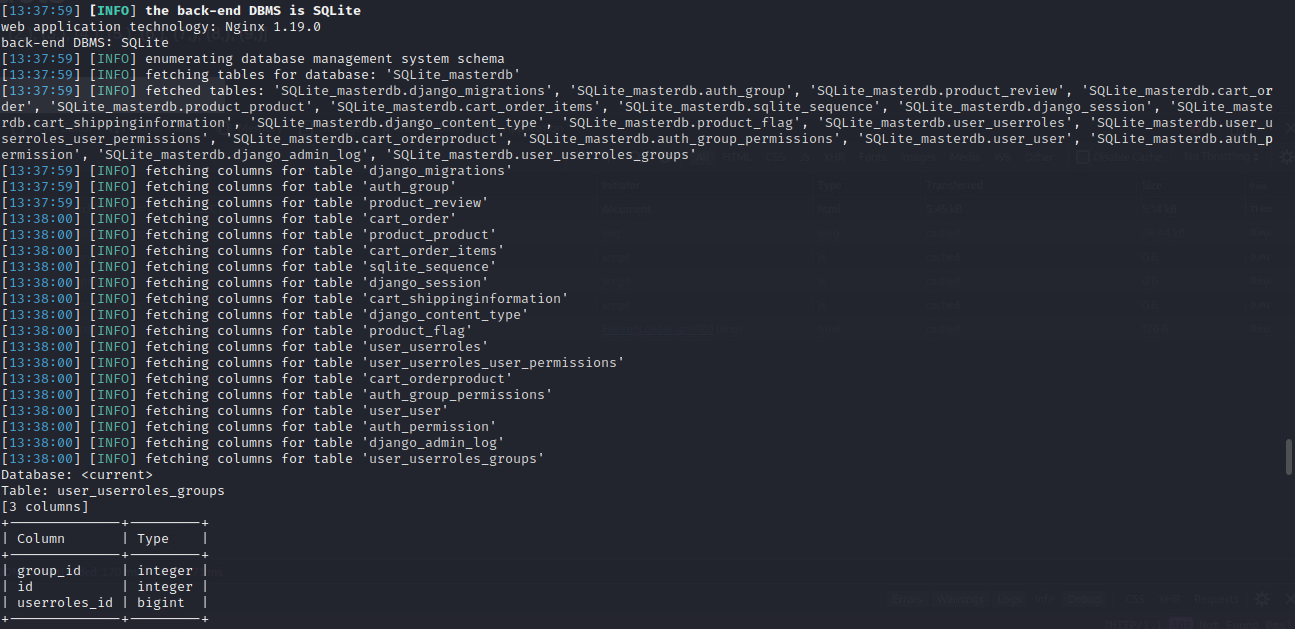 [13:37:59] [INFO] the back-end DBMS is SQLite
web application technology: Nginx 1.19.0
back-end DBMS: SQLite
[13:37:59] [INFO] enumerating database management system schema
[13:37:59] [INFO] fetching tables for database: 'SQLite_masterdb'
[13:37:59] [INFO] fetched tables: 'SQLite_masterdb.django_migrations', 'SQLite_masterdb.auth_group', 'SQLite_masterdb.product_review', 'SQLite_masterdb.cart_or
der', 'SQLite_masterdb.product_product', 'SQLite_masterdb.cart_order_items', 'SQLite_masterdb.sqlite_sequence', 'SQLite_masterdb.django_session', 'SQLite_maste
rdb.cart_shippinginformation', 'SQLite_masterdb.django_content_type', 'SQLite_masterdb.product_flag', 'SQLite_masterdb.user_userroles', 'SQLite_masterdb.user_u
serroles_user_permissions', 'SQLite_masterdb.cart_orderproduct', 'SQLite_masterdb.auth_group_permissions', 'SQLite_masterdb.user_user', 'SQLite_masterdb.auth_p
ermission', 'SQLite_masterdb.django_admin_log', 'SQLite_masterdb.user_userroles_groups'
[13:37:59] [INFO] fetching columns for table 'django_migrations'
[13:37:59] [INFO] fetching columns for table 'auth_group'
[13:37:59] [INFO] fetching columns for table 'product_review'
[13:38:00] [INFO] fetching columns for table 'cart_order'
[13:38:00] [INFO] fetching columns for table 'product_product'
[13:38:00] [INFO] fetching columns for table 'cart_order_items'
[13:38:00] [INFO] fetching columns for table 'sqlite_sequence'
[13:38:00] [INFO] fetching columns for table 'django_session'
[13:38:00] [INFO] fetching columns for table 'cart_shippinginformation'
[13:38:00] [INFO] fetching columns for table 'django_content_type'
[13:38:00] [INFO] fetching columns for table 'product_flag'
[13:38:00] [INFO] fetching columns for table 'user_userroles'
[13:38:00] [INFO] fetching columns for table 'user_userroles_user_permissions'
[13:38:00] [INFO] fetching columns for table 'cart_orderproduct'
[13:38:00] [INFO] fetching columns for table 'auth_group_permissions'
[13:38:00] [INFO] fetching columns for table 'user_user'
[13:38:00] [INFO] fetching columns for table 'auth_permission'
[13:38:00] [INFO] fetching columns for table 'django_admin_log'
[13:38:00] [INFO] fetching columns for table 'user_userroles_groups'
Database: <current>
Table: user_userroles_groups
[3 columns]
| Column | Type |
| group_id | integer |
| id | integer |
| userroles_id | bigint |